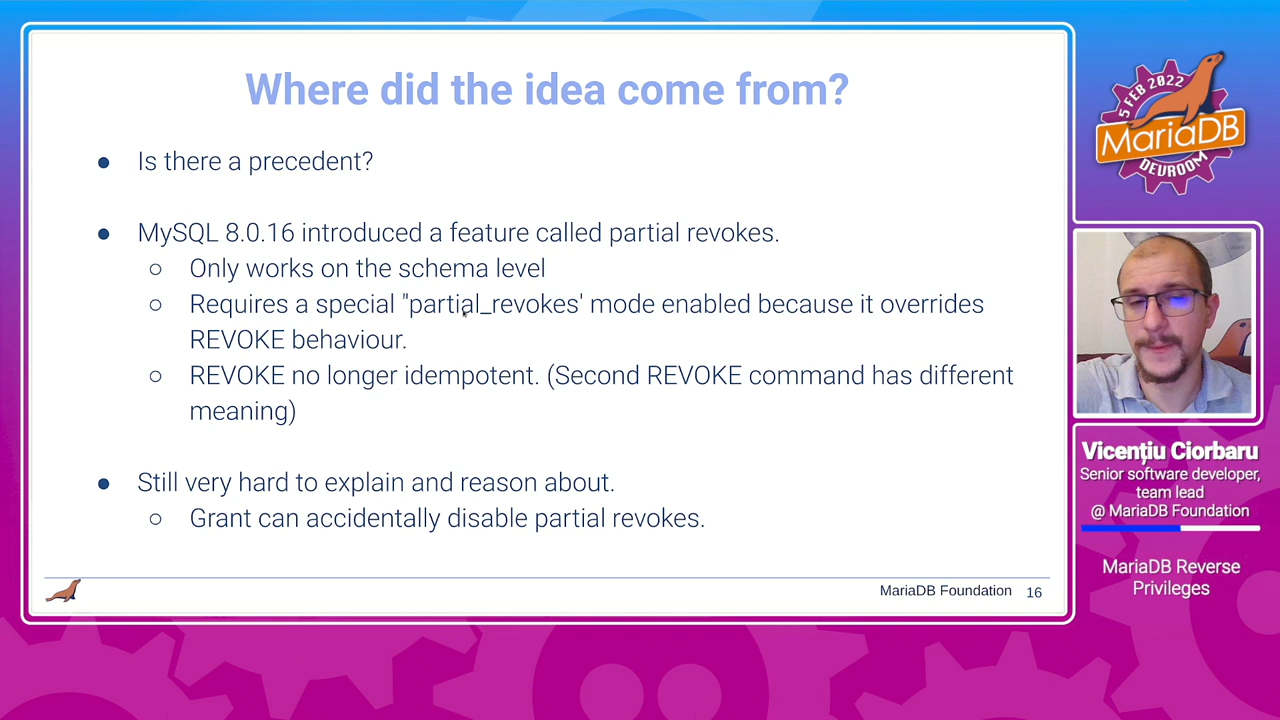 Where did the idea come from?
● Is there a precedent?
● MySQL 8.0.16 introduced a feature called partial revokes.
○ Only works on the schema level
○ Requires a special "partial_revokes' mode enabled because it overrides
REVOKE behaviour.
○ REVOKE no longer idempotent. (Second REVOKE command has different
meaning)
● Still very hard to explain and reason about.
○ Grant can accidentally disable partial revokes.
MariaDB Foundation 16
5 FEB 2022
MariaDB
DEVROOM
Vicențiu Ciorbaru
Senior software developer,
team lead
@ MariaDB Foundation
MariaDB Reverse
Privileges